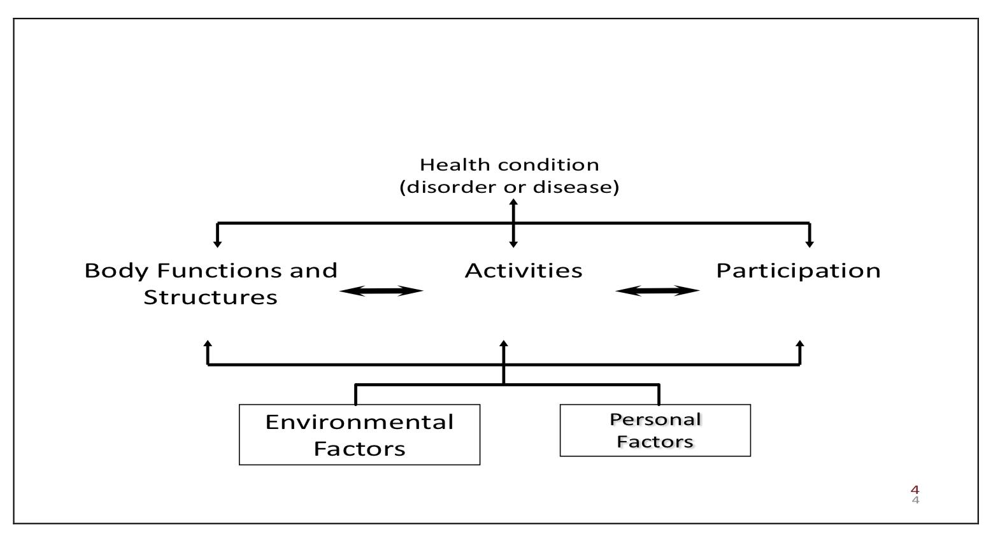 Health condition
(disorder or disease)
Body Functions and
Structures
Activities
Participation
Environmental
Factors
Personal
Factors
4
4